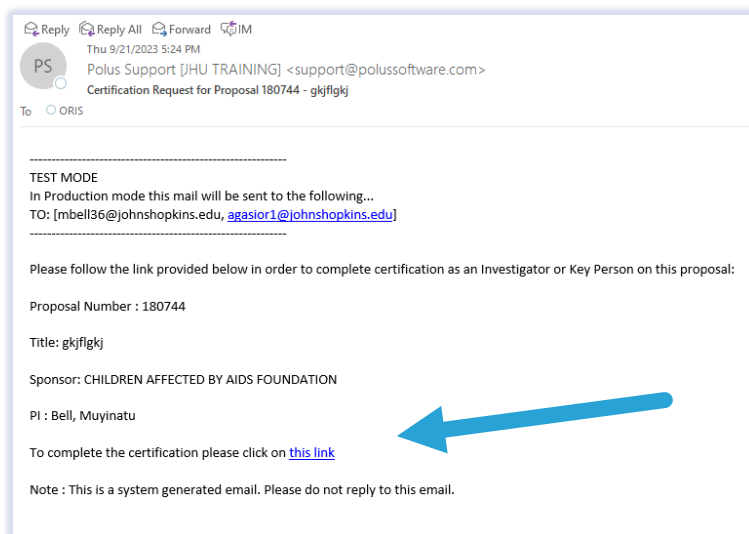 Reply Reply All Forward IM
Thu 9/21/2023 5:24 PM
PS
Polus Support [JHU TRAINING] <support@polussoftware.com>
Certification Request for Proposal 180744 - gkjflgkj
To ORIS
------------------------------------------------------------
TEST MODE
In Production mode this mail will be sent to the following...
TO: [mbell36@johnshopkins.edu, agasior1@johnshopkins.edu]
------------------------------------------------------------
Please follow the link provided below in order to complete certification as an Investigator or Key Person on this proposal:
Proposal Number : 180744
Title: gkjflgkj
Sponsor: CHILDREN AFFECTED BY AIDS FOUNDATION
PI : Bell, Muyinatu
To complete the certification please click on this link
Note : This is a system generated email. Please do not reply to this email.